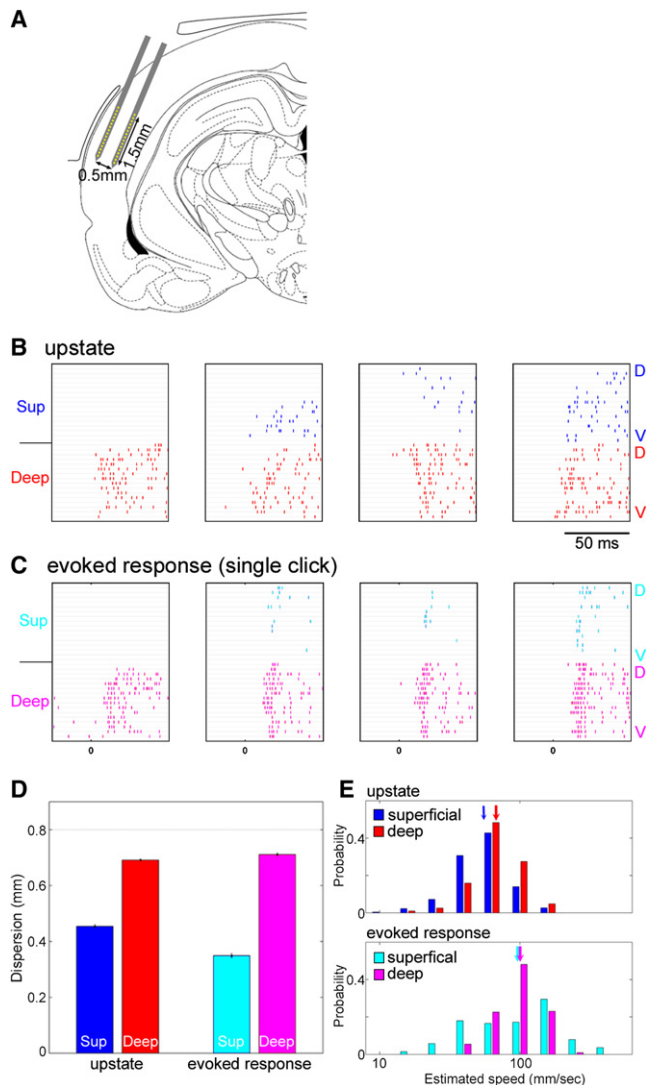 A
0.5mm
1.5mm
B upstate
Sup
Deep
D
V
D
V
50 ms
C evoked response (single click)
Sup
Deep
D
V
D
V
0
0
0
0
D
Dispersion (mm)
0.8
0.6
0.4
0.2
0
Sup
Deep
Sup
Deep
upstate
evoked response
E
upstate
superficial
deep
Probability
0.4
0
evoked response
superfical
deep
Probability
0.4
0
10
100
Estimated speed (mm/sec)